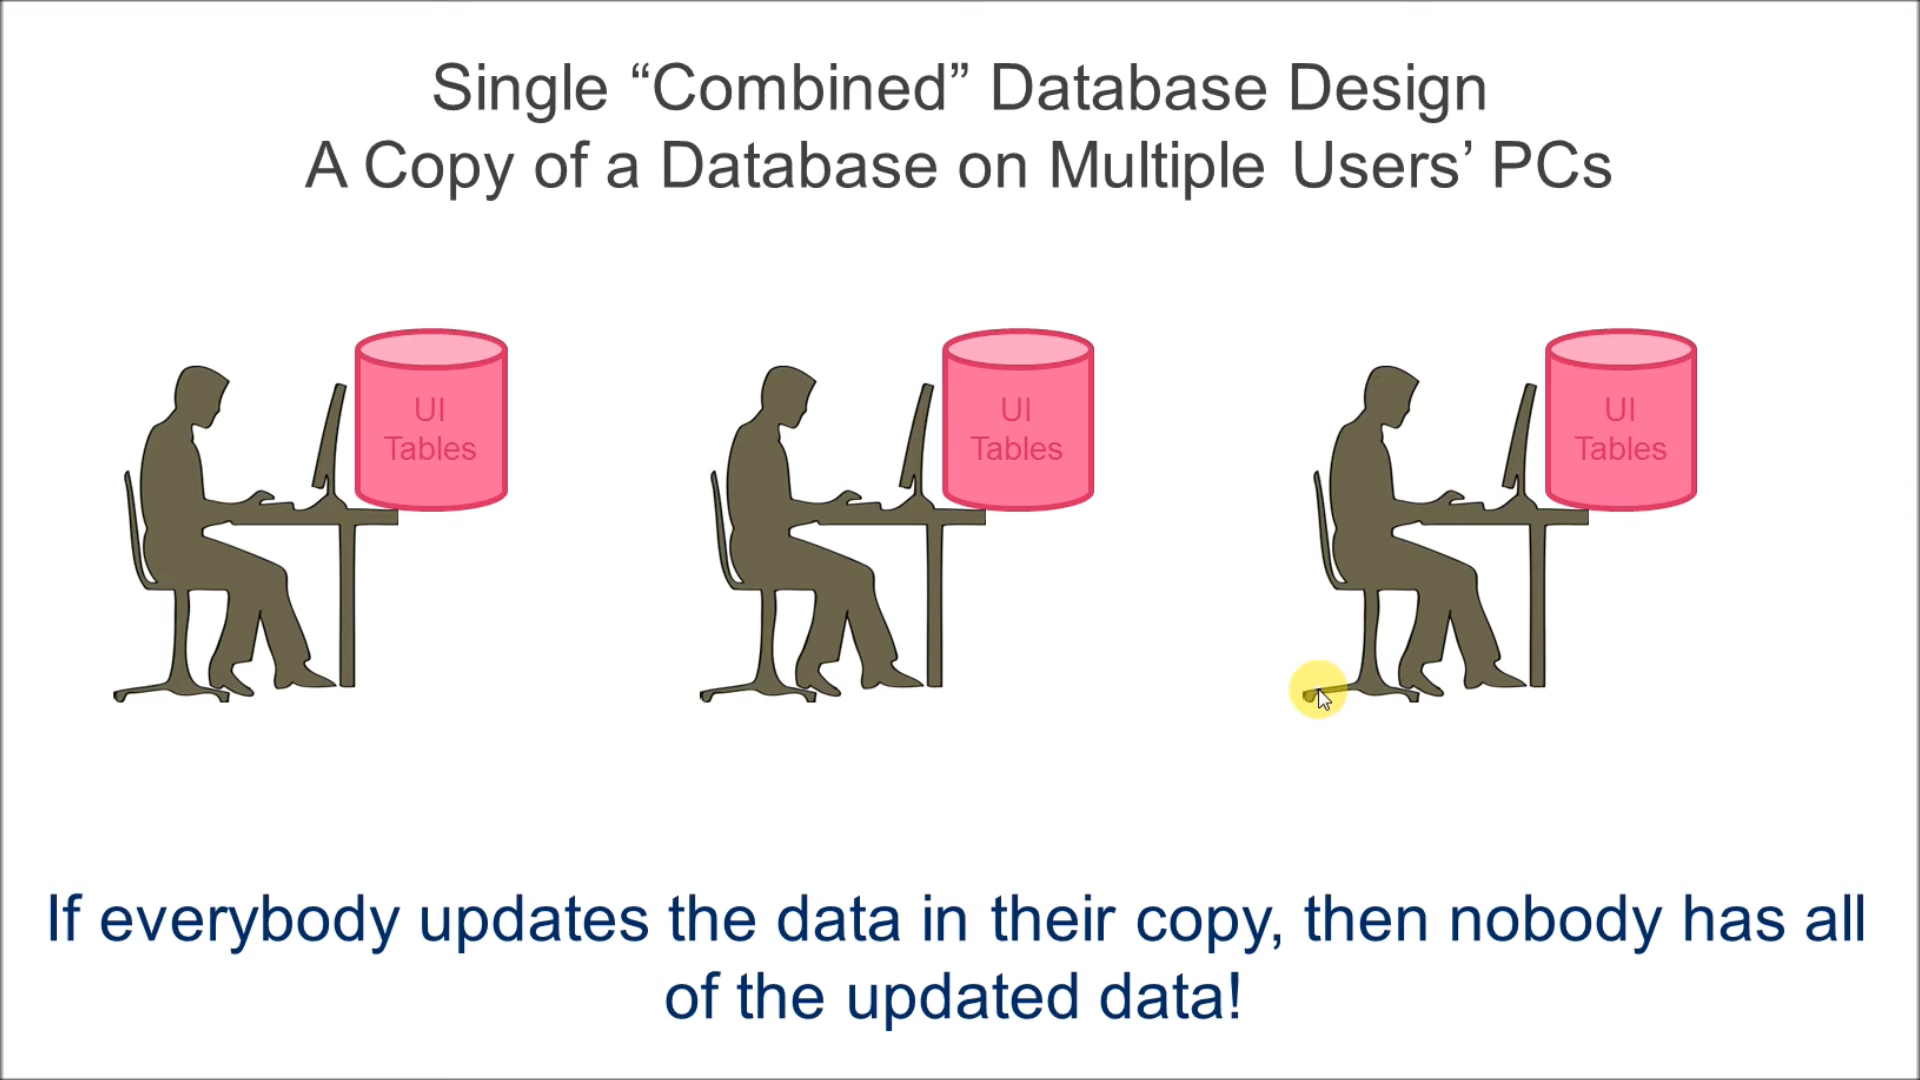 Single “Combined” Database Design
A Copy of a Database on Multiple Users’ PCs
UI
Tables
UI
Tables
UI
Tables
If everybody updates the data in their copy, then nobody has all
of the updated data!